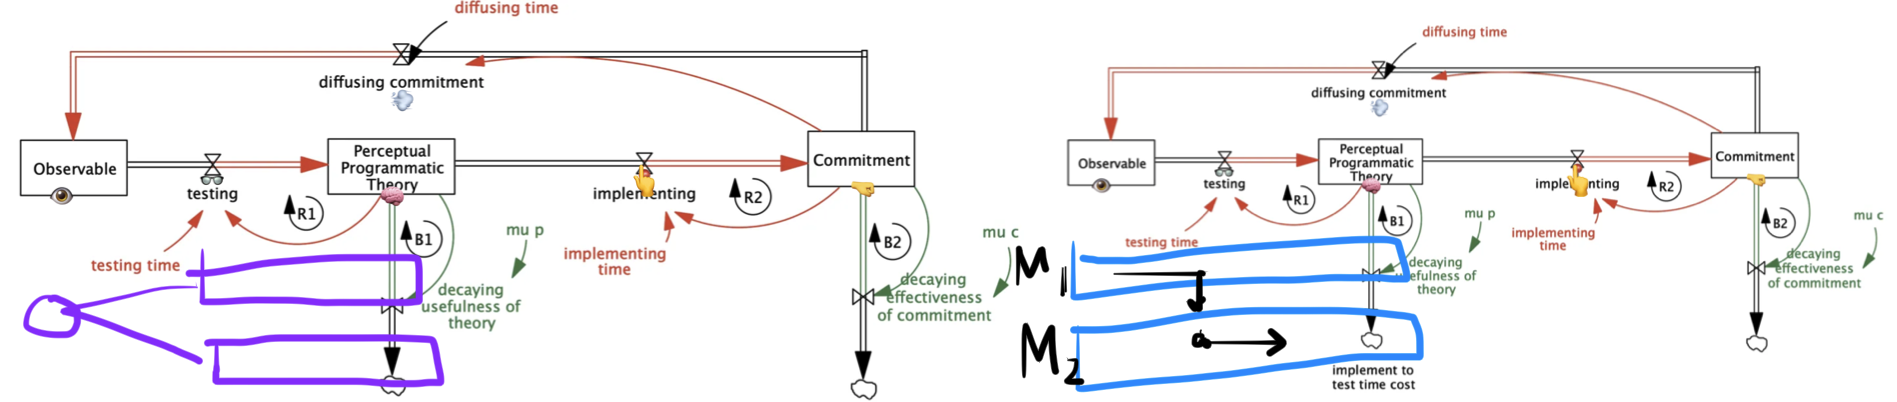 diffusing time
diffusing commitment
Observable
testing
Perceptual
Programmatic
Theory
implementing
Commitment
R1
R2
B1
B2
testing time
implementing
time
mu p
mu c
decaying
usefulness of
theory
decaying
effectiveness
of commitment
diffusing time
diffusing commitment
Observable
testing
Perceptual
Programmatic
Theory
implementing
Commitment
R1
R2
B1
B2
testing time
implementing
time
mu p
mu c
decaying
usefulness of
theory
decaying
effectiveness
of commitment
M1
M2
implement to
test time cost